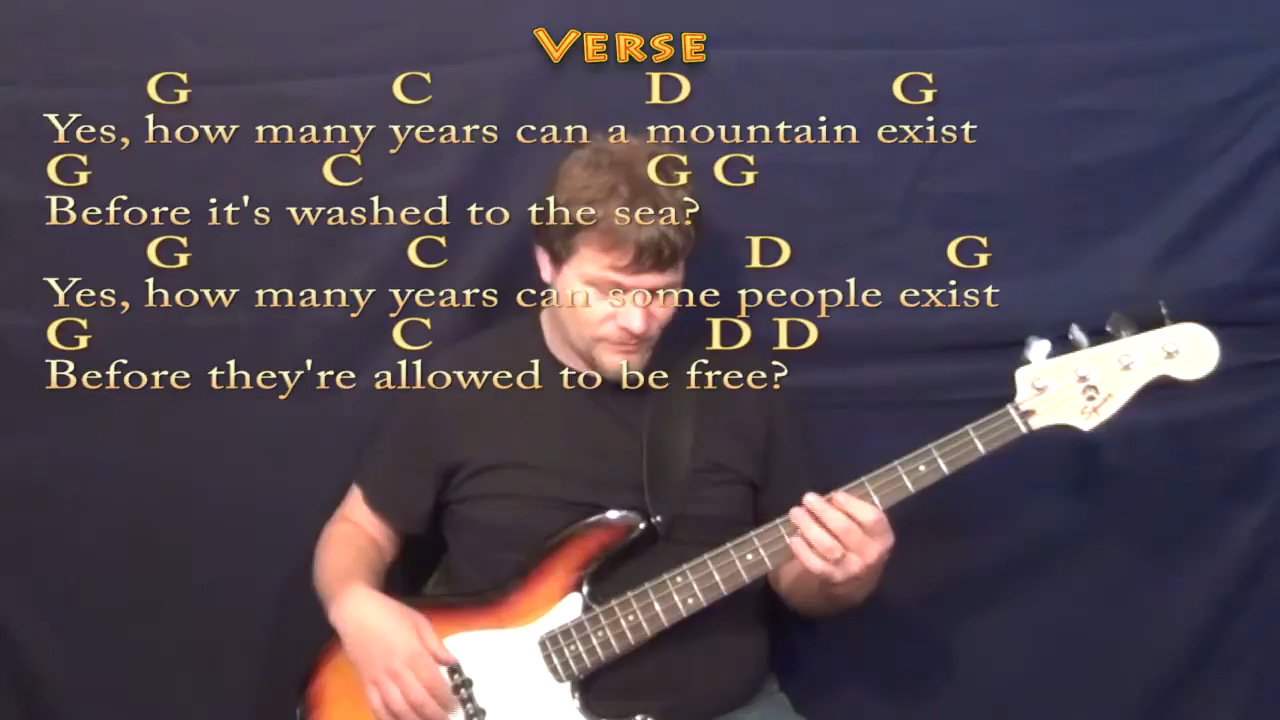 VERSE
G C D G
Yes, how many years can a mountain exist
G C G G
Before it's washed to the sea?
G C D G
Yes, how many years can some people exist
G C D D
Before they're allowed to be free?
Squier